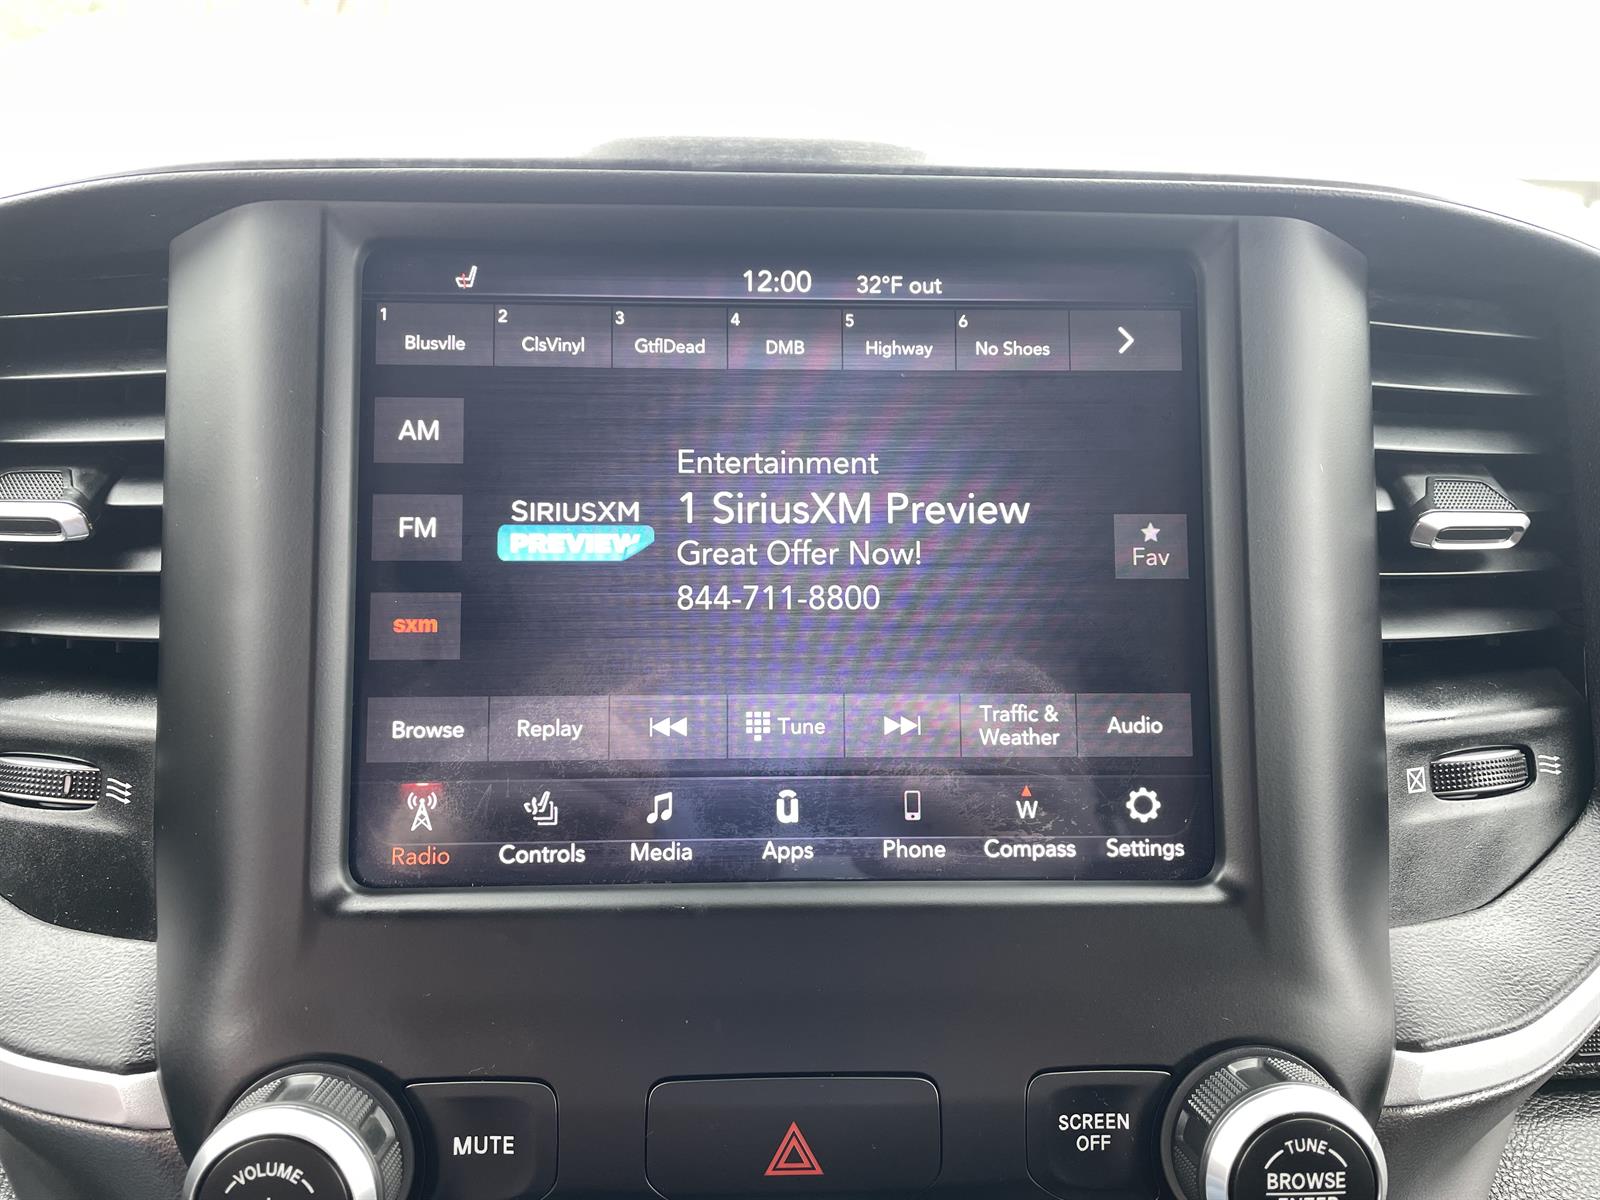 12:00 32°F out
1 2 3 4 5 6
Blusvlle ClsVinyl GtflDead DMB Highway No Shoes
AM
FM
sxm
SIRIUSXM
PREVIEW
Entertainment
1 SiriusXM Preview
Great Offer Now!
844-711-8800
Fav
Browse Replay Tune Traffic & Weather Audio
W
Radio Controls Media Apps Phone Compass Settings
VOLUME
MUTE
SCREEN
OFF
TUNE
BROWSE
ENTER